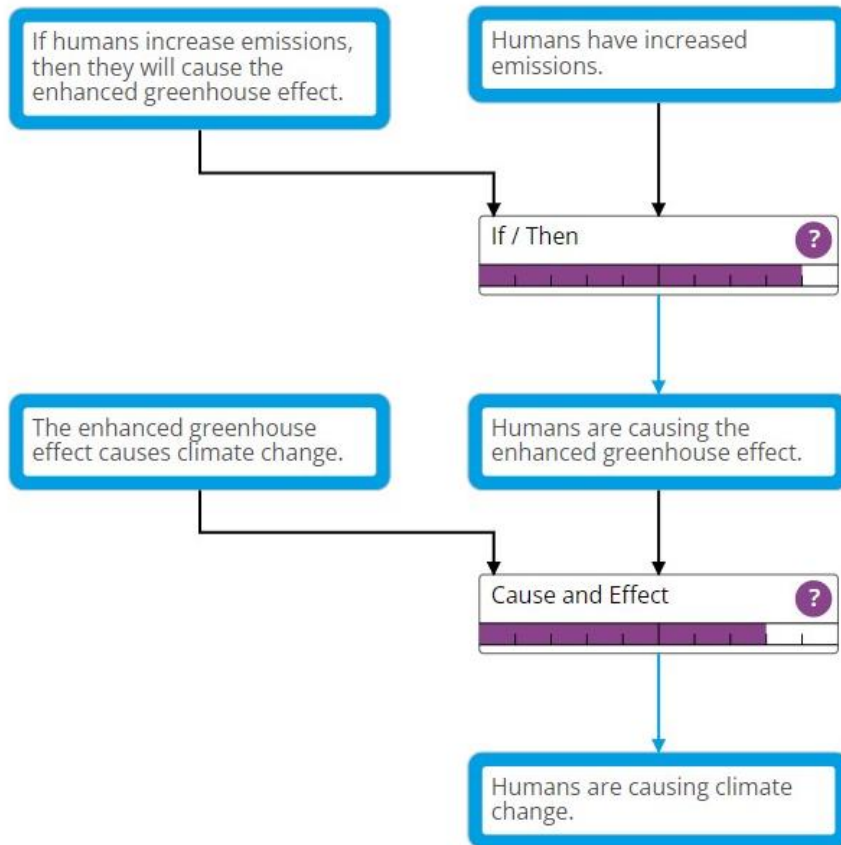 If humans increase emissions,
then they will cause the
enhanced greenhouse effect.
Humans have increased
emissions.
If / Then
?
The enhanced greenhouse
effect causes climate change.
Humans are causing the
enhanced greenhouse effect.
Cause and Effect
?
Humans are causing climate
change.